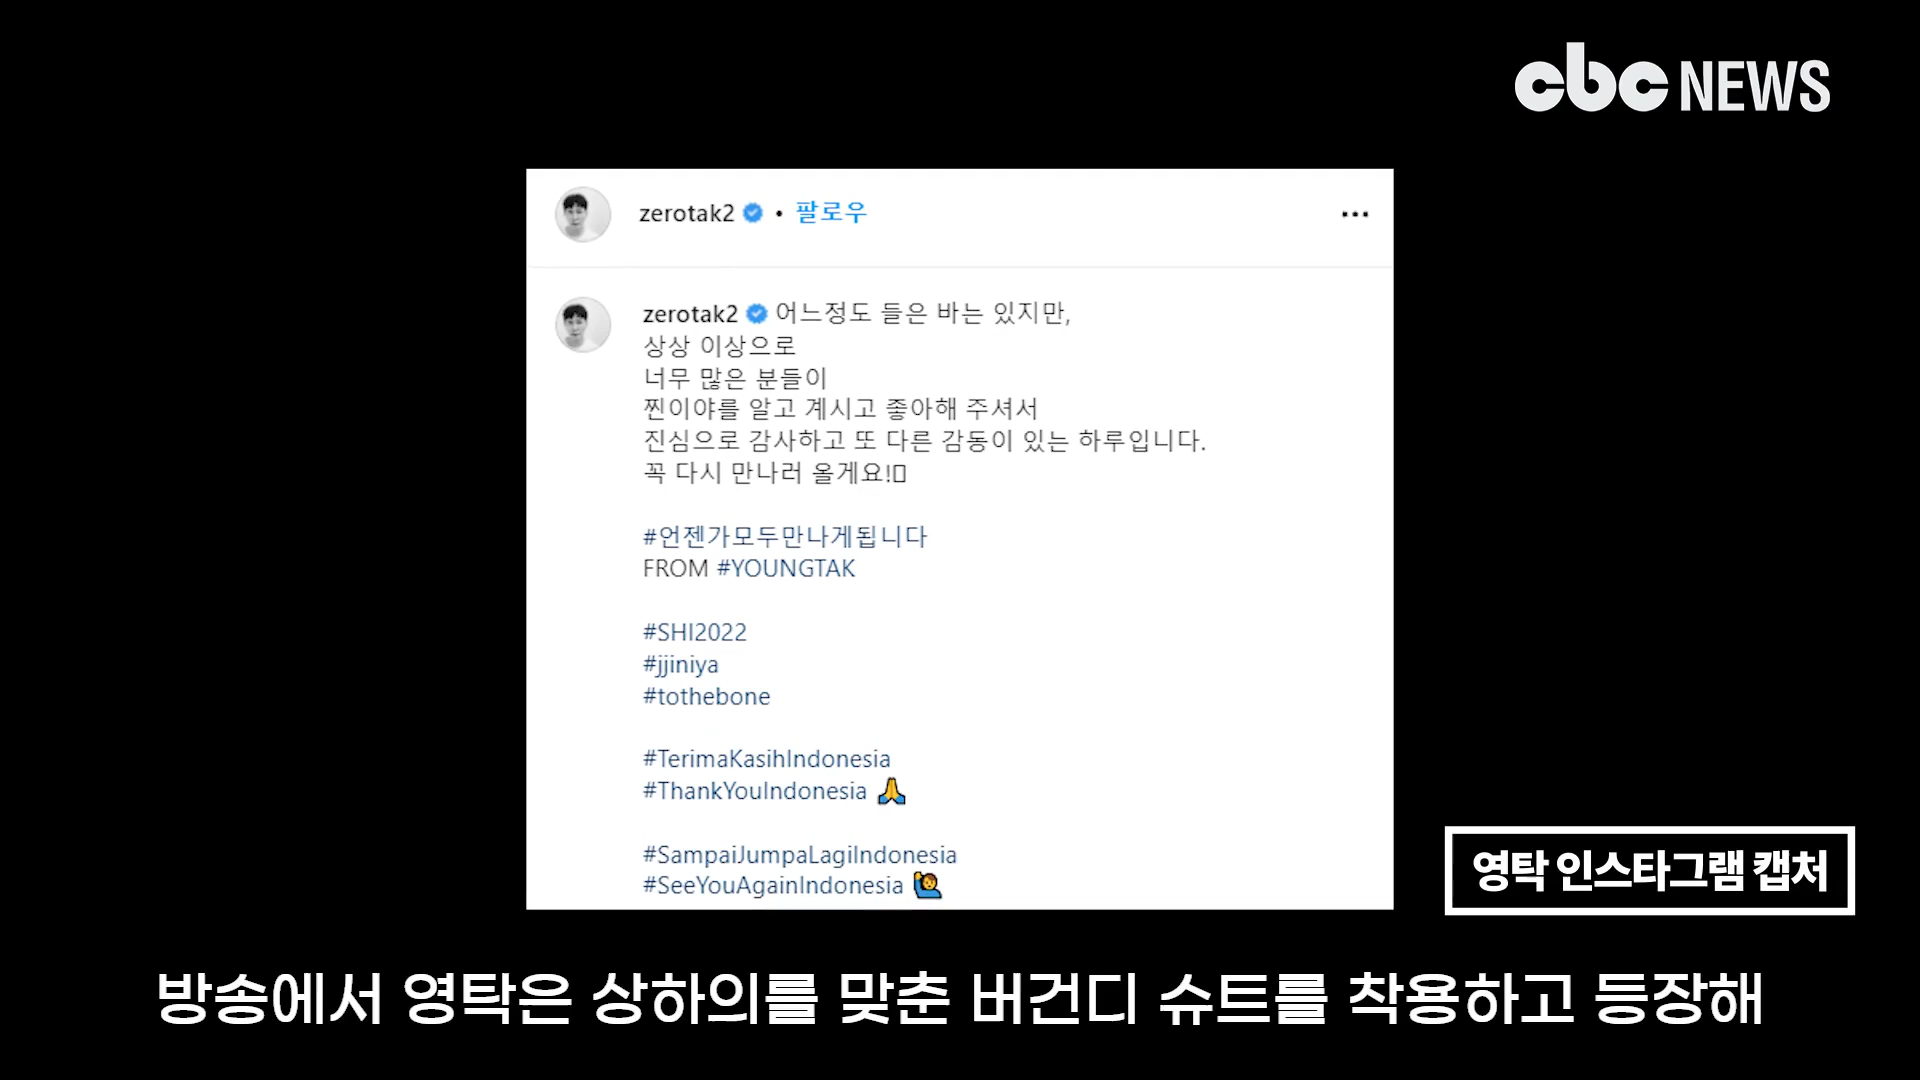 cbc NEWS
zerotak2 • 팔로우
zerotak2 어느정도 들은 바는 있지만,
상상 이상으로
너무 많은 분들이
찐이야를 알고 계시고 좋아해 주셔서
진심으로 감사하고 또 다른 감동이 있는 하루입니다.
꼭 다시 만나러 올게요!
#언젠가모두만나게됩니다
FROM #YOUNGTAK
#SHI2022
#jjiniya
#tothebone
#TerimaKasihIndonesia
#ThankYouIndonesia 🙏
#SampaiJumpaLagiIndonesia
#SeeYouAgainIndonesia 🙋
영탁 인스타그램 캡처
방송에서 영탁은 상하의를 맞춘 버건디 슈트를 착용하고 등장해